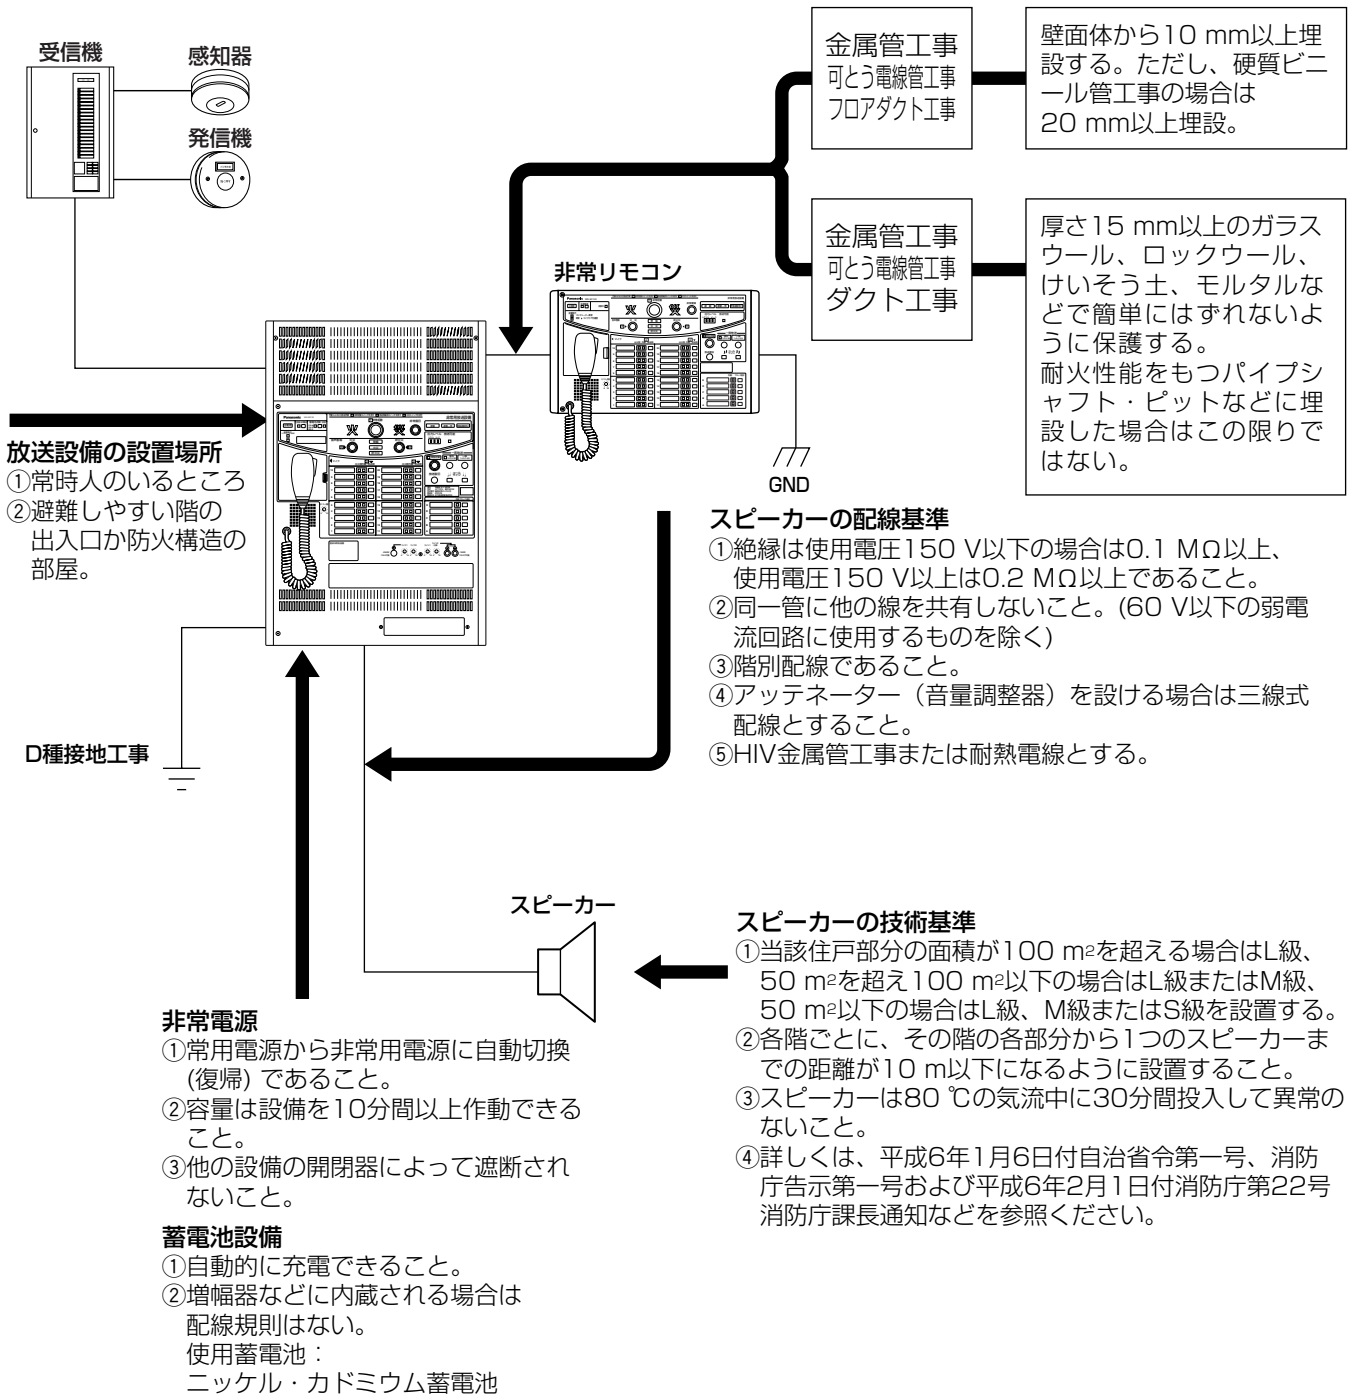 受信機
感知器
発信機
金属管工事
可とう電線管工事
フロアダクト工事
壁面体から10 mm以上埋
設する。ただし、硬質ビニ
ール管工事の場合は
20 mm以上埋設。
金属管工事
可とう電線管工事
ダクト工事
厚さ15 mm以上のガラス
ウール、ロックウール、
けいそう土、モルタルな
どで簡単にはずれないよ
うに保護する。
耐火性能をもつパイプシ
ャフト・ピットなどに埋
設した場合はこの限りで
はない。
非常リモコン
Panasonic
GND
Panasonic
放送設備の設置場所
①常時人のいるところ
②避難しやすい階の
出入口か防火構造の
部屋。
D種接地工事
スピーカーの配線基準
①絶縁は使用電圧150 V以下の場合は0.1 MΩ以上、
使用電圧150 V以上は0.2 MΩ以上であること。
②同一管に他の線を共有しないこと。(60 V以下の弱電
流回路に使用するものを除く)
③階別配線であること。
④アッテネーター（音量調整器）を設ける場合は三線式
配線とすること。
⑤HIV金属管工事または耐熱電線とする。
スピーカー
スピーカーの技術基準
①当該住戸部分の面積が100 m²を超える場合はL級、
50 m²を超え100 m²以下の場合はL級またはM級、
50 m²以下の場合はL級、M級またはS級を設置する。
②各階ごとに、その階の各部分から1つのスピーカーま
での距離が10 m以下になるように設置すること。
③スピーカーは80 ℃の気流中に30分間投入して異常の
ないこと。
④詳しくは、平成6年1月6日付自治省令第一号、消防
庁告示第一号および平成6年2月1日付消防庁第22号
消防庁課長通知などを参照ください。
非常電源
①常用電源から非常用電源に自動切換
(復帰) であること。
②容量は設備を10分間以上作動できる
こと。
③他の設備の開閉器によって遮断され
ないこと。
蓄電池設備
①自動的に充電できること。
②増幅器などに内蔵される場合は
配線規則はない。
使用蓄電池：
ニッケル・カドミウム蓄電池